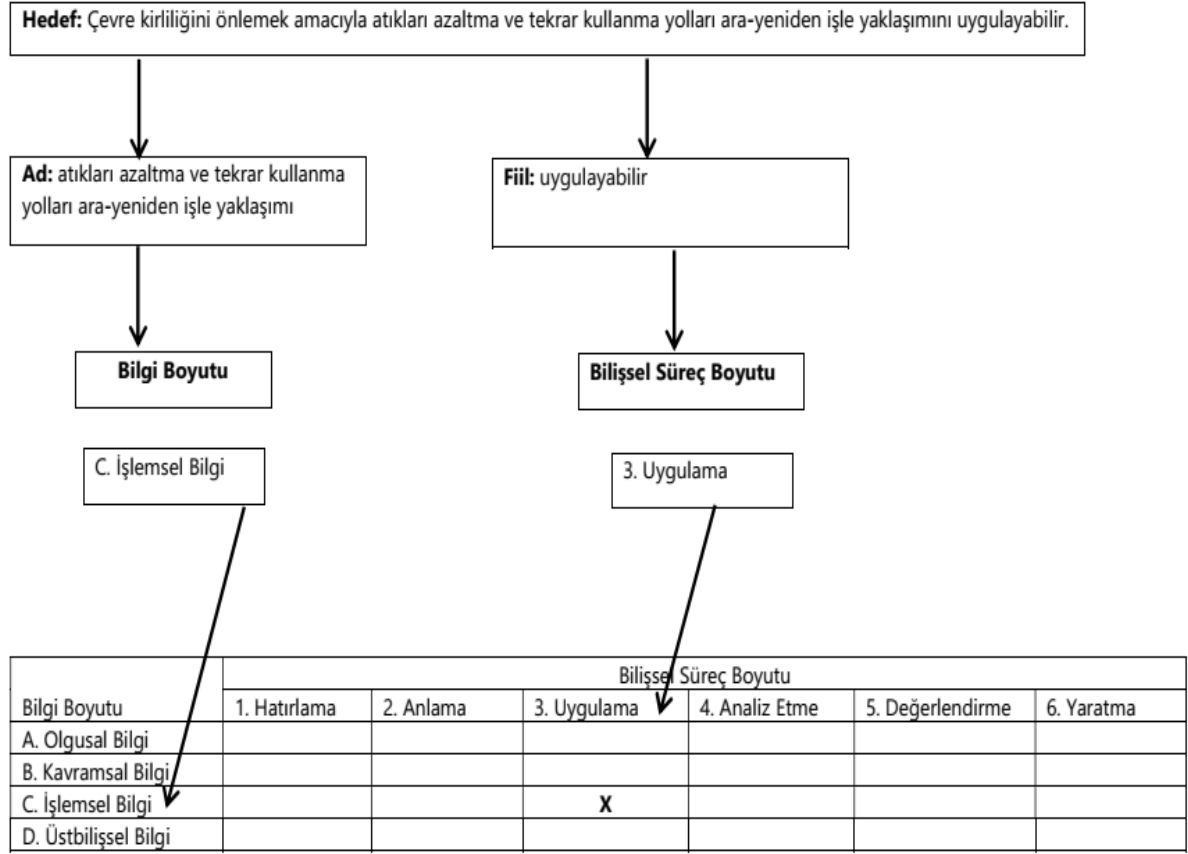 Hedef: Çevre kirliliğini önlemek amacıyla atıkları azaltma ve tekrar kullanma yolları ara-yeniden işle yaklaşımını uygulayabilir.
Ad: atıkları azaltma ve tekrar kullanma
yolları ara-yeniden işle yaklaşımı
Fiil: uygulayabilir
Bilgi Boyutu
Bilişsel Süreç Boyutu
C. İşlemsel Bilgi
3. Uygulama
Bilişsel Süreç Boyutu
Bilgi Boyutu 1. Hatırlama 2. Anlama 3. Uygulama 4. Analiz Etme 5. Değerlendirme 6. Yaratma
A. Olgusal Bilgi
B. Kavramsal Bilgi
C. İşlemsel Bilgi X
D. Üstbilişsel Bilgi